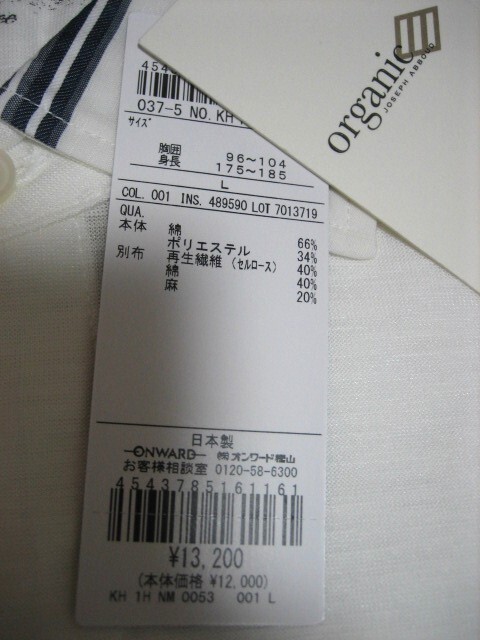 organic
JOSEPH ABBOUD
037-5 NO. KH
サイズ
胸囲 96～104
身長 175～185
L
COL. 001 INS. 489590 LOT 7013719
QUA.
本体 綿 66%
ポリエステル 34%
別布 再生繊維 (セルロース) 40%
綿 40%
麻 20%
日本製
ONWARD ㈱オンワード樫山
お客様相談室 0120-58-6300
4543785161161
¥13,200
(本体価格 ¥12,000)
KH 1H NM 0053 001 L